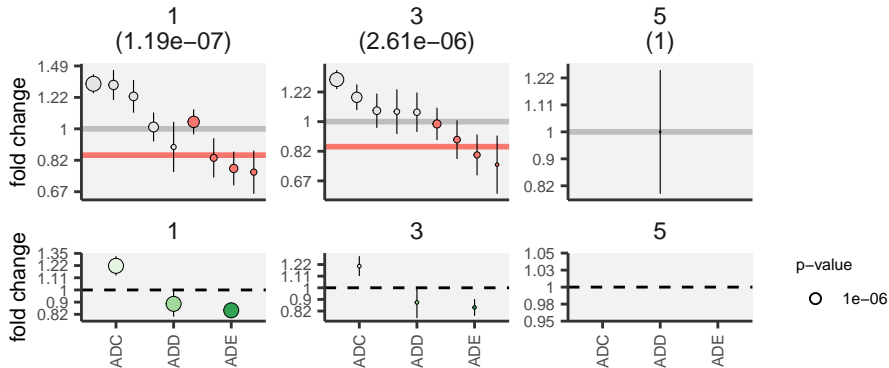 1
(1.19e−07)
3
(2.61e−06)
5
(1)
fold change
1.49
1.22
1
0.82
0.67
1.22
1
0.82
0.67
1.22
1.11
1
0.9
0.82
1
3
5
fold change
1.35
1.22
1.11
1
0.9
0.82
1.22
1.11
1
0.9
0.82
1.05
1.03
1
0.98
0.95
ADC
ADD
ADE
ADC
ADD
ADE
ADC
ADD
ADE
p−value
1e−06